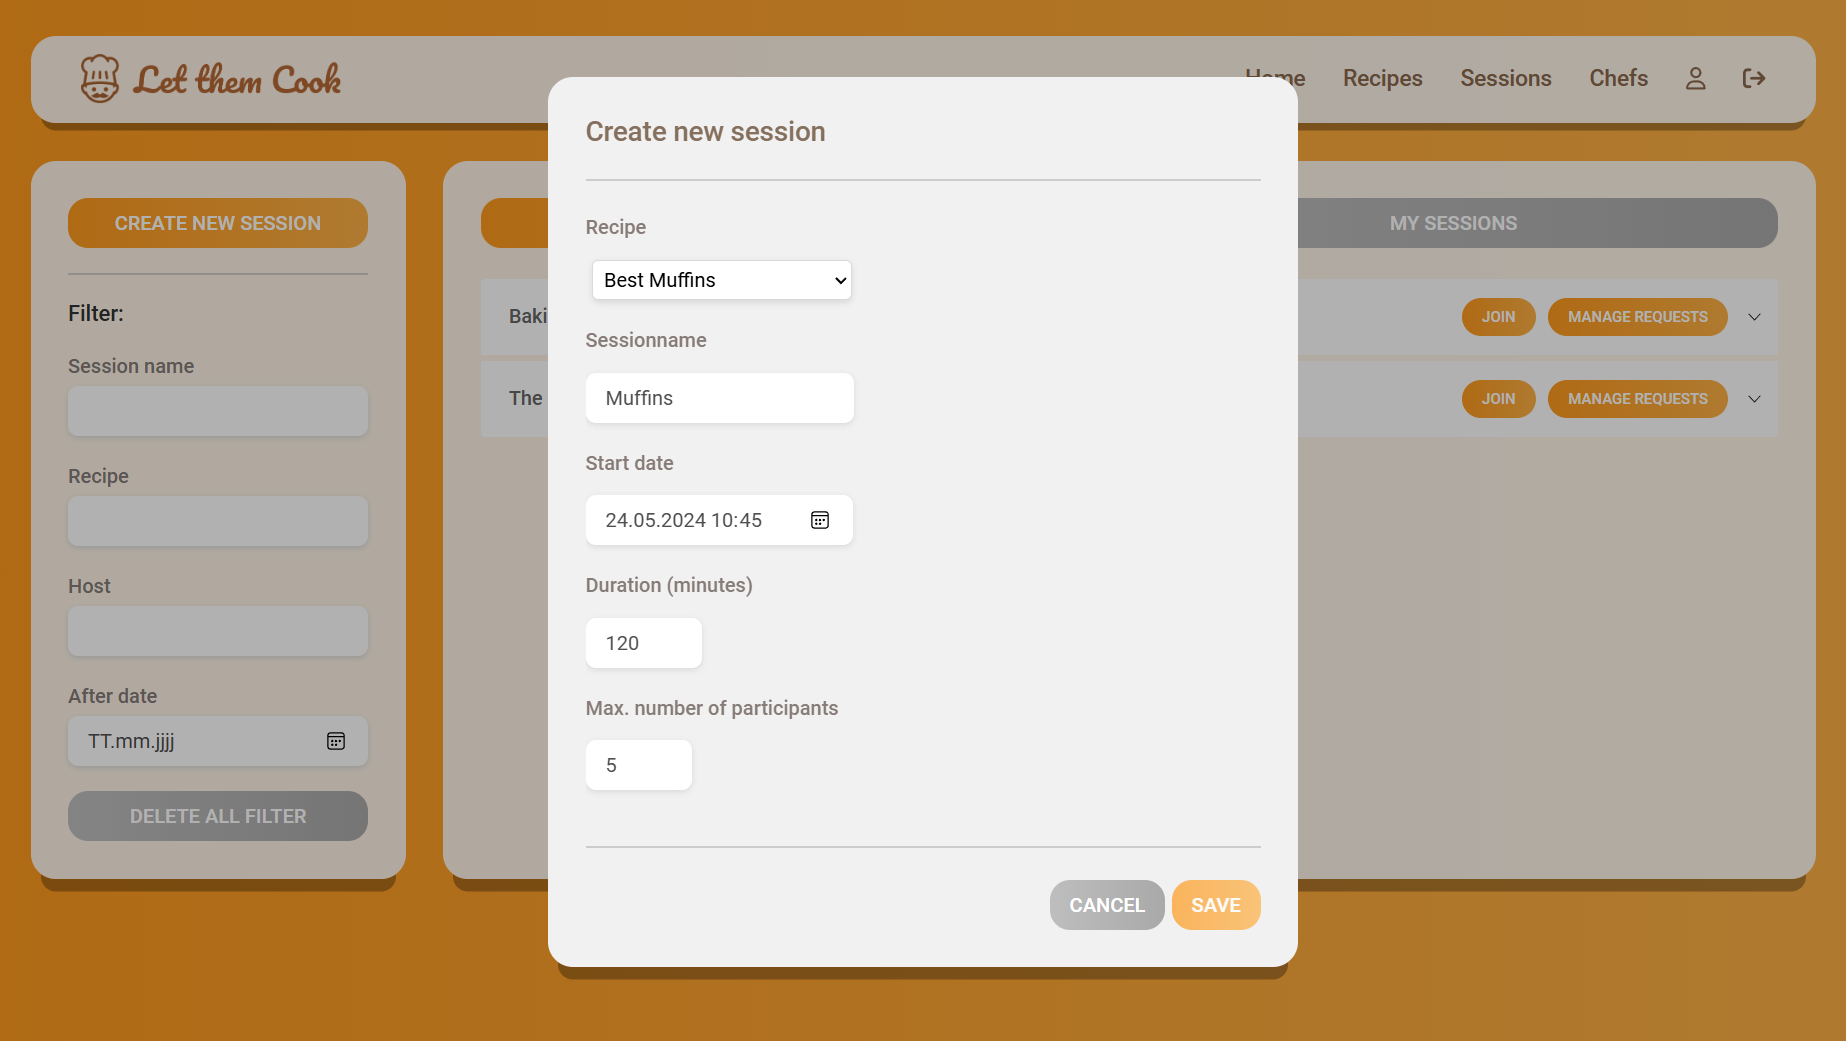 Let them Cook
Home
Recipes
Sessions
Chefs
Create new session
CREATE NEW SESSION
MY SESSIONS
Filter:
Session name
Recipe
Host
After date
TT.mm.jjjj
DELETE ALL FILTER
Recipe
Best Muffins
Sessionname
Muffins
Start date
24.05.2024 10:45
Duration (minutes)
120
Max. number of participants
5
CANCEL
SAVE
Baki
JOIN
MANAGE REQUESTS
The
JOIN
MANAGE REQUESTS